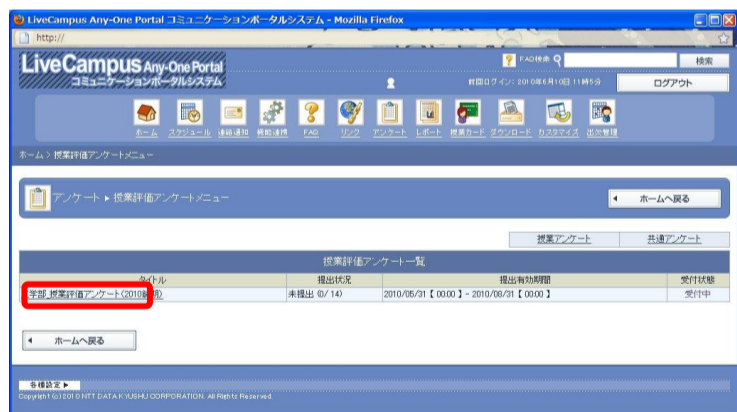 LiveCampus Any-One Portal コミュニケーションポータルシステム - Mozilla Firefox
http://
LiveCampus Any-One Portal
コミュニケーションポータルシステム
FAQ検索
検索
前回ログイン: 2010年6月10日 11時5分
ログアウト
ホーム スケジュール 連絡通知 機能連携 FAQ リンク アンケート レポート 授業カード ダウンロード カスタマイズ 出欠管理
ホーム > 授業評価アンケートメニュー
アンケート ▶ 授業評価アンケートメニュー
◀ ホームへ戻る
授業アンケート 共通アンケート
授業評価アンケート一覧
タイトル 提出状況 提出有効期間 受付状態
学部_授業評価アンケート(2010前期) 未提出 (0/14) 2010/05/31【 00:00 】 - 2010/08/31【 00:00 】 受付中
◀ ホームへ戻る
各種設定 ▶
Copyright (c) 2010 NTT DATA KYUSHU CORPORATION. All Rights Reserved.